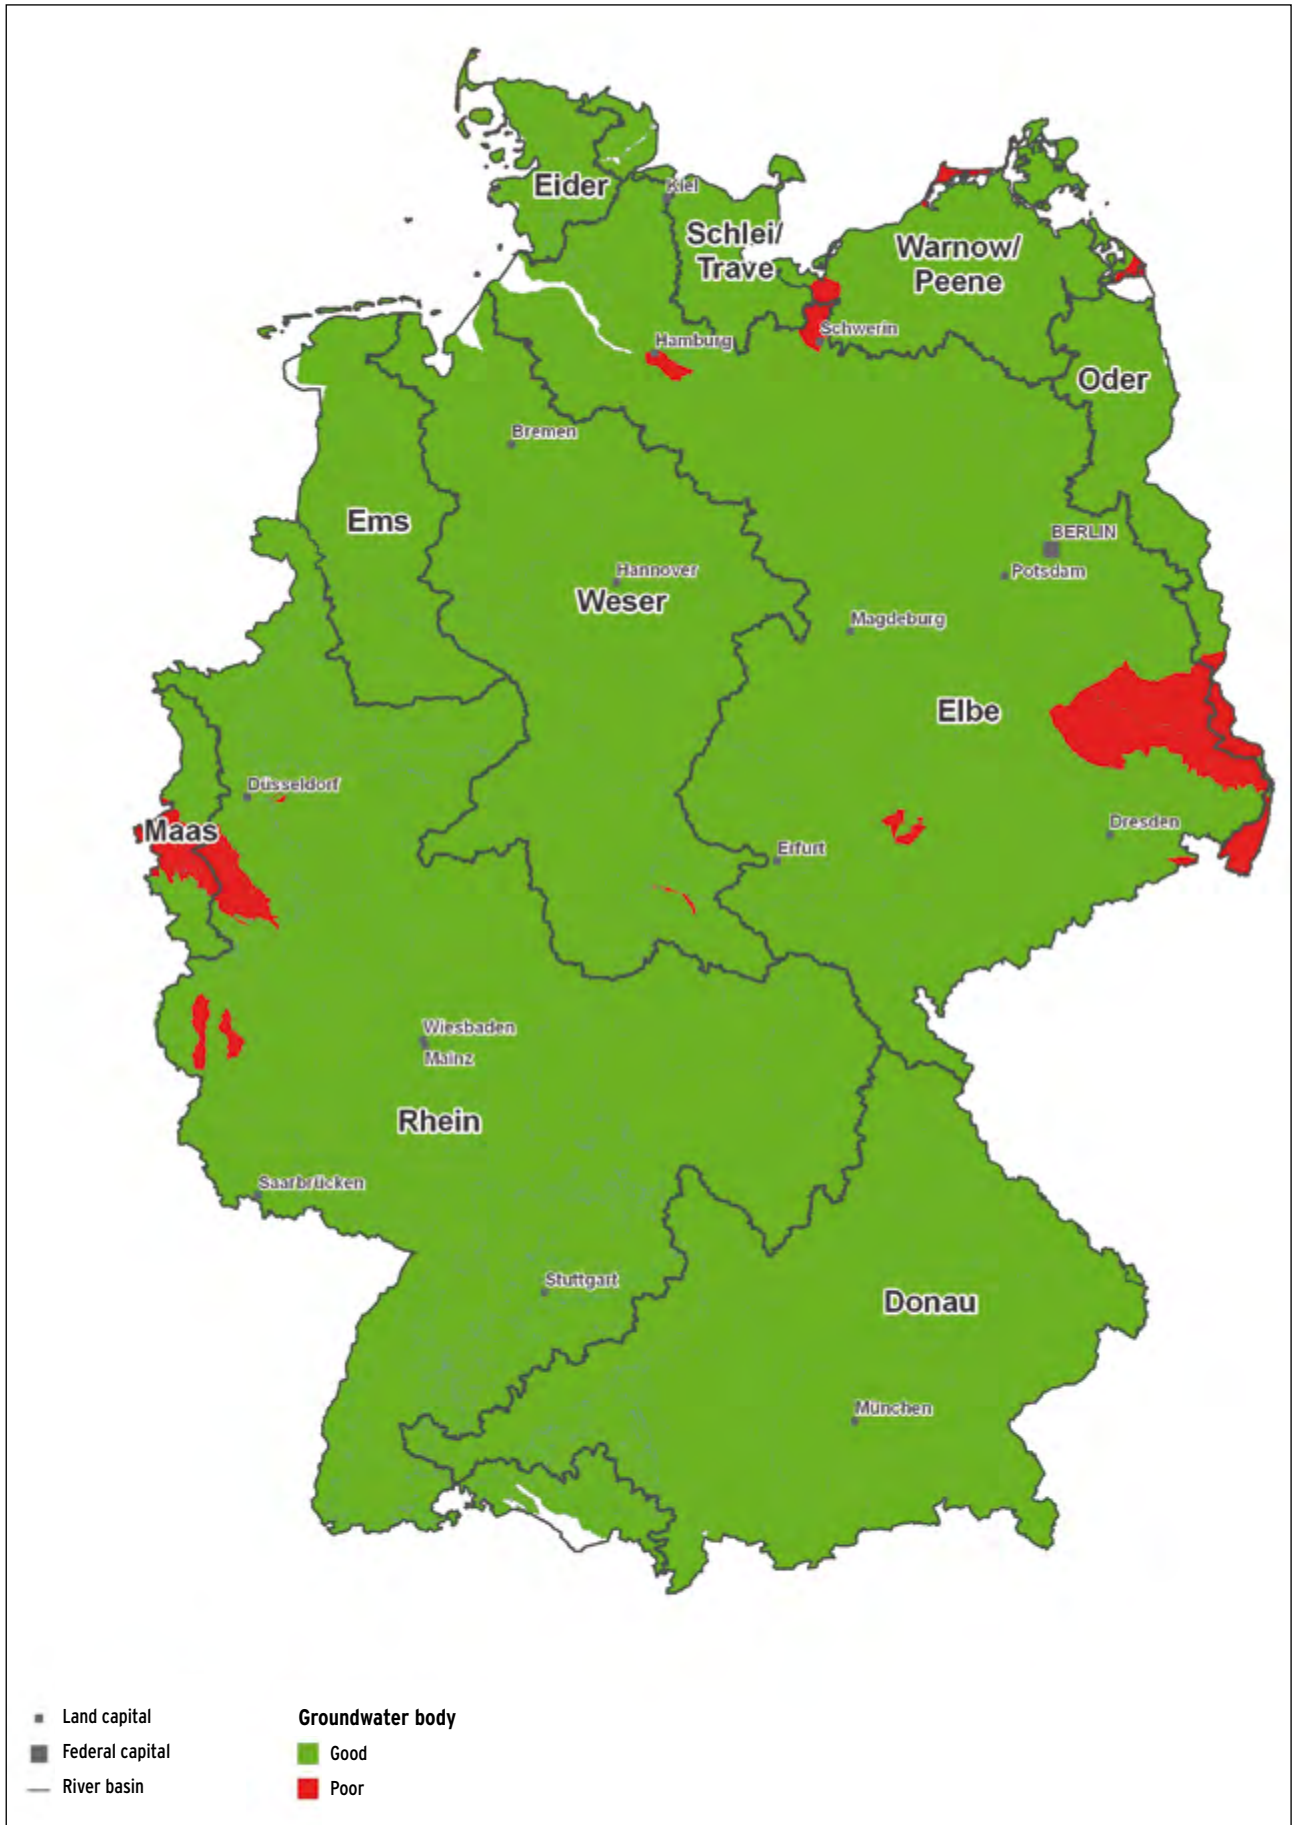 Eider
Kiel
Schlei/
Trave
Warnow/
Peene
Schwerin
Hamburg
Oder
Bremen
Ems
BERLIN
Potsdam
Hannover
Weser
Magdeburg
Elbe
Düsseldorf
Maas
Dresden
Erfurt
Wiesbaden
Mainz
Rhein
Saarbrücken
Stuttgart
Donau
München
Land capital
Federal capital
River basin
Groundwater body
Good
Poor